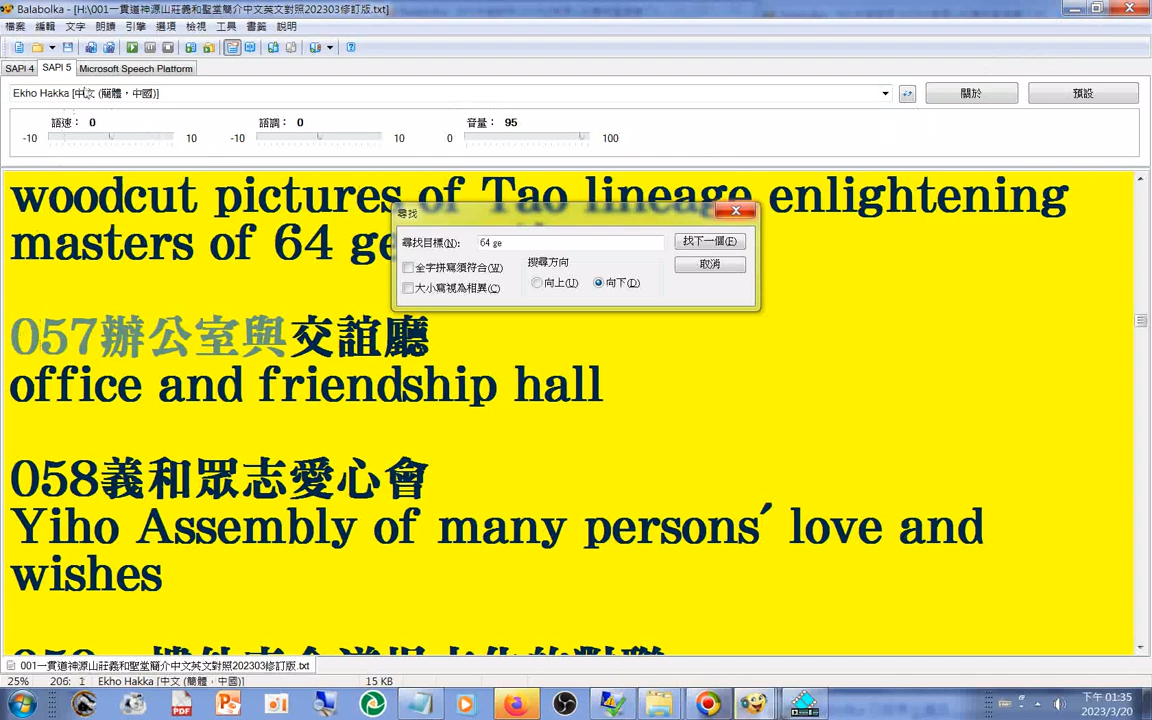 Balabolka - [H:\001一貫道神源山莊義和聖堂簡介中文英文對照202303修訂版.txt]
檔案 編輯 文字 朗讀 引擎 選項 檢視 工具 書籤 說明
SAPI 4 SAPI 5 Microsoft Speech Platform
Ekho Hakka [中文 (簡體，中國)] 關於 預設
語速： 0 語調： 0 音量： 95
-10 10 -10 10 0 100
woodcut pictures of Tao lineage enlightening
masters of 64 ge
尋找
尋找目標(N): 64 ge 找下一個(F)
全字拼寫須符合(W) 搜尋方向 取消
大小寫視為相異(C) 向上(U) 向下(D)
057辦公室與交誼廳
office and friendship hall
058義和眾志愛心會
Yiho Assembly of many persons′ love and
wishes
001一貫道神源山莊義和聖堂簡介中文英文對照202303修訂版.txt
25% 206: 1 Ekho Hakka [中文 (簡體，中國)] 15 KB
下午 01:35
2023/3/20